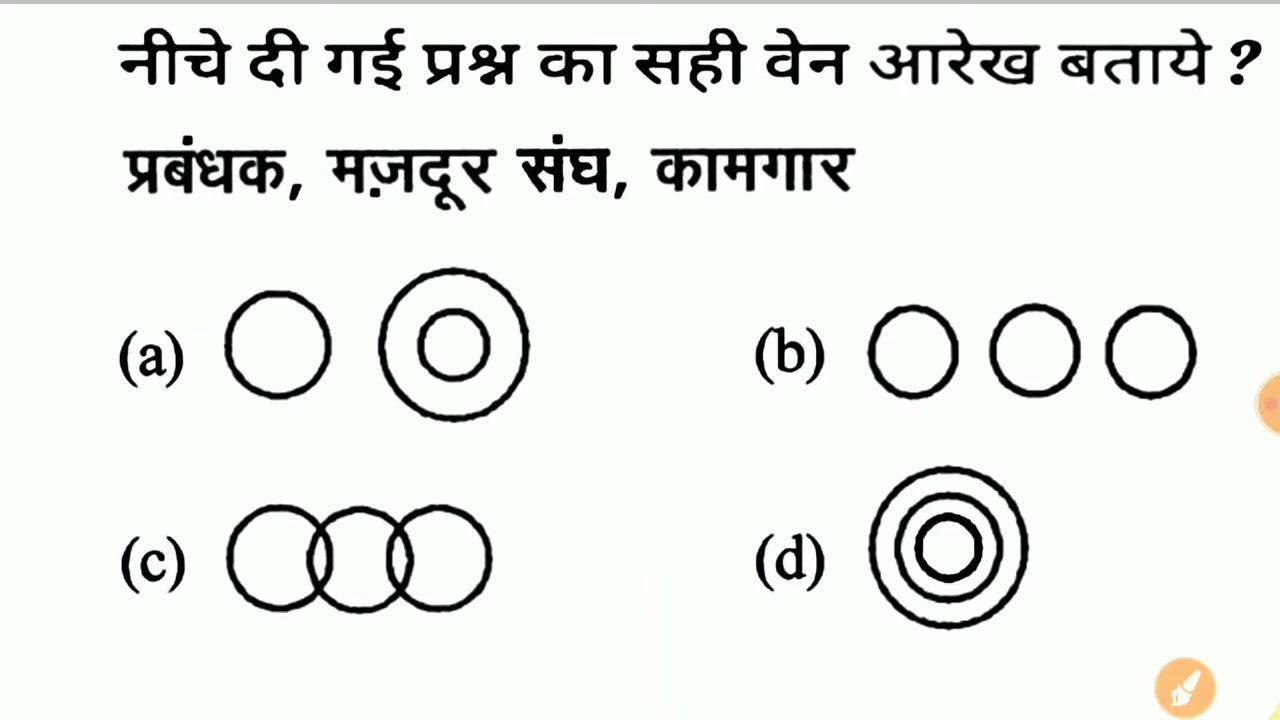 नीचे दी गई प्रश्न का सही वेन आरेख बताये ?
प्रबंधक, मज़दूर संघ, कामगार
(a)
(b)
(c)
(d)